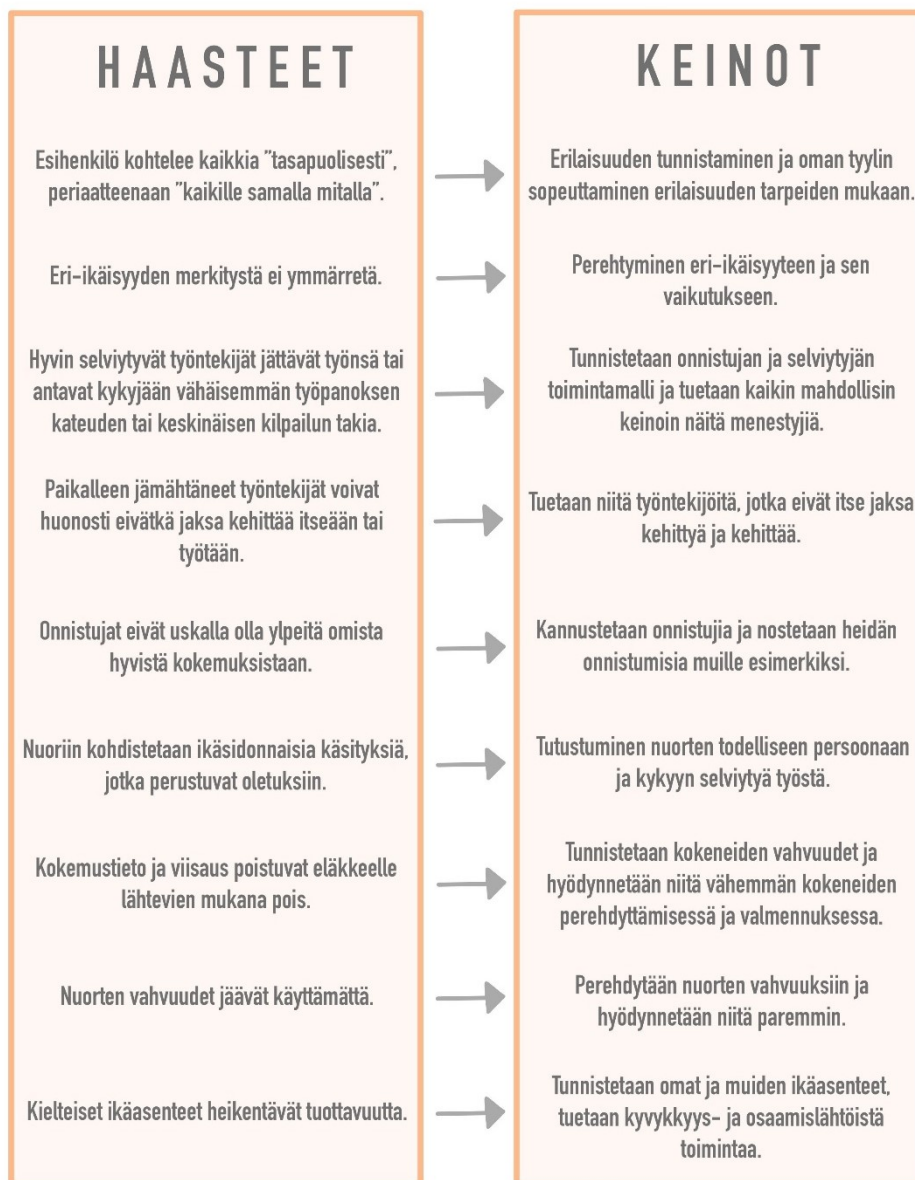 HAASTEET
Esihenkilö kohtelee kaikkia "tasapuolisesti",
periaatteenaan "kaikille samalla mitalla".
Eri-ikäisyyden merkitystä ei ymmärretä.
Hyvin selviytyvät työntekijät jättävät työnsä tai
antavat kykyjään vähäisemmän työpanoksen
kateuden tai keskinäisen kilpailun takia.
Paikalleen jämähtäneet työntekijät voivat
huonosti eivätkä jaksa kehittää itseään tai
työtään.
Onnistujat eivät uskalla olla ylpeitä omista
hyvistä kokemuksistaan.
Nuoriin kohdistetaan ikäsidonnaisia käsityksiä,
jotka perustuvat oletuksiin.
Kokemustieto ja viisaus poistuvat eläkkeelle
lähtevien mukana pois.
Nuorten vahvuudet jäävät käyttämättä.
Kielteiset ikäasenteet heikentävät tuottavuutta.
KEINOT
Erilaisuuden tunnistaminen ja oman tyylin
sopeuttaminen erilaisuuden tarpeiden mukaan.
Perehtyminen eri-ikäisyyteen ja sen
vaikutukseen.
Tunnistetaan onnistujan ja selviytyjän
toimintamalli ja tuetaan kaikin mahdollisin
keinoin näitä menestyjiä.
Tuetaan niitä työntekijöitä, jotka eivät itse jaksa
kehittyä ja kehittää.
Kannustetaan onnistujia ja nostetaan heidän
onnistumisia muille esimerkiksi.
Tutustuminen nuorten todelliseen persoonaan
ja kykyyn selviytyä työstä.
Tunnistetaan kokeneiden vahvuudet ja
hyödynnetään niitä vähemmän kokeneiden
perehdyttämisessä ja valmennuksessa.
Perehdytään nuorten vahvuuksiin ja
hyödynnetään niitä paremmin.
Tunnistetaan omat ja muiden ikäasenteet,
tuetaan kyvykkyys- ja osaamislähtöistä
toimintaa.